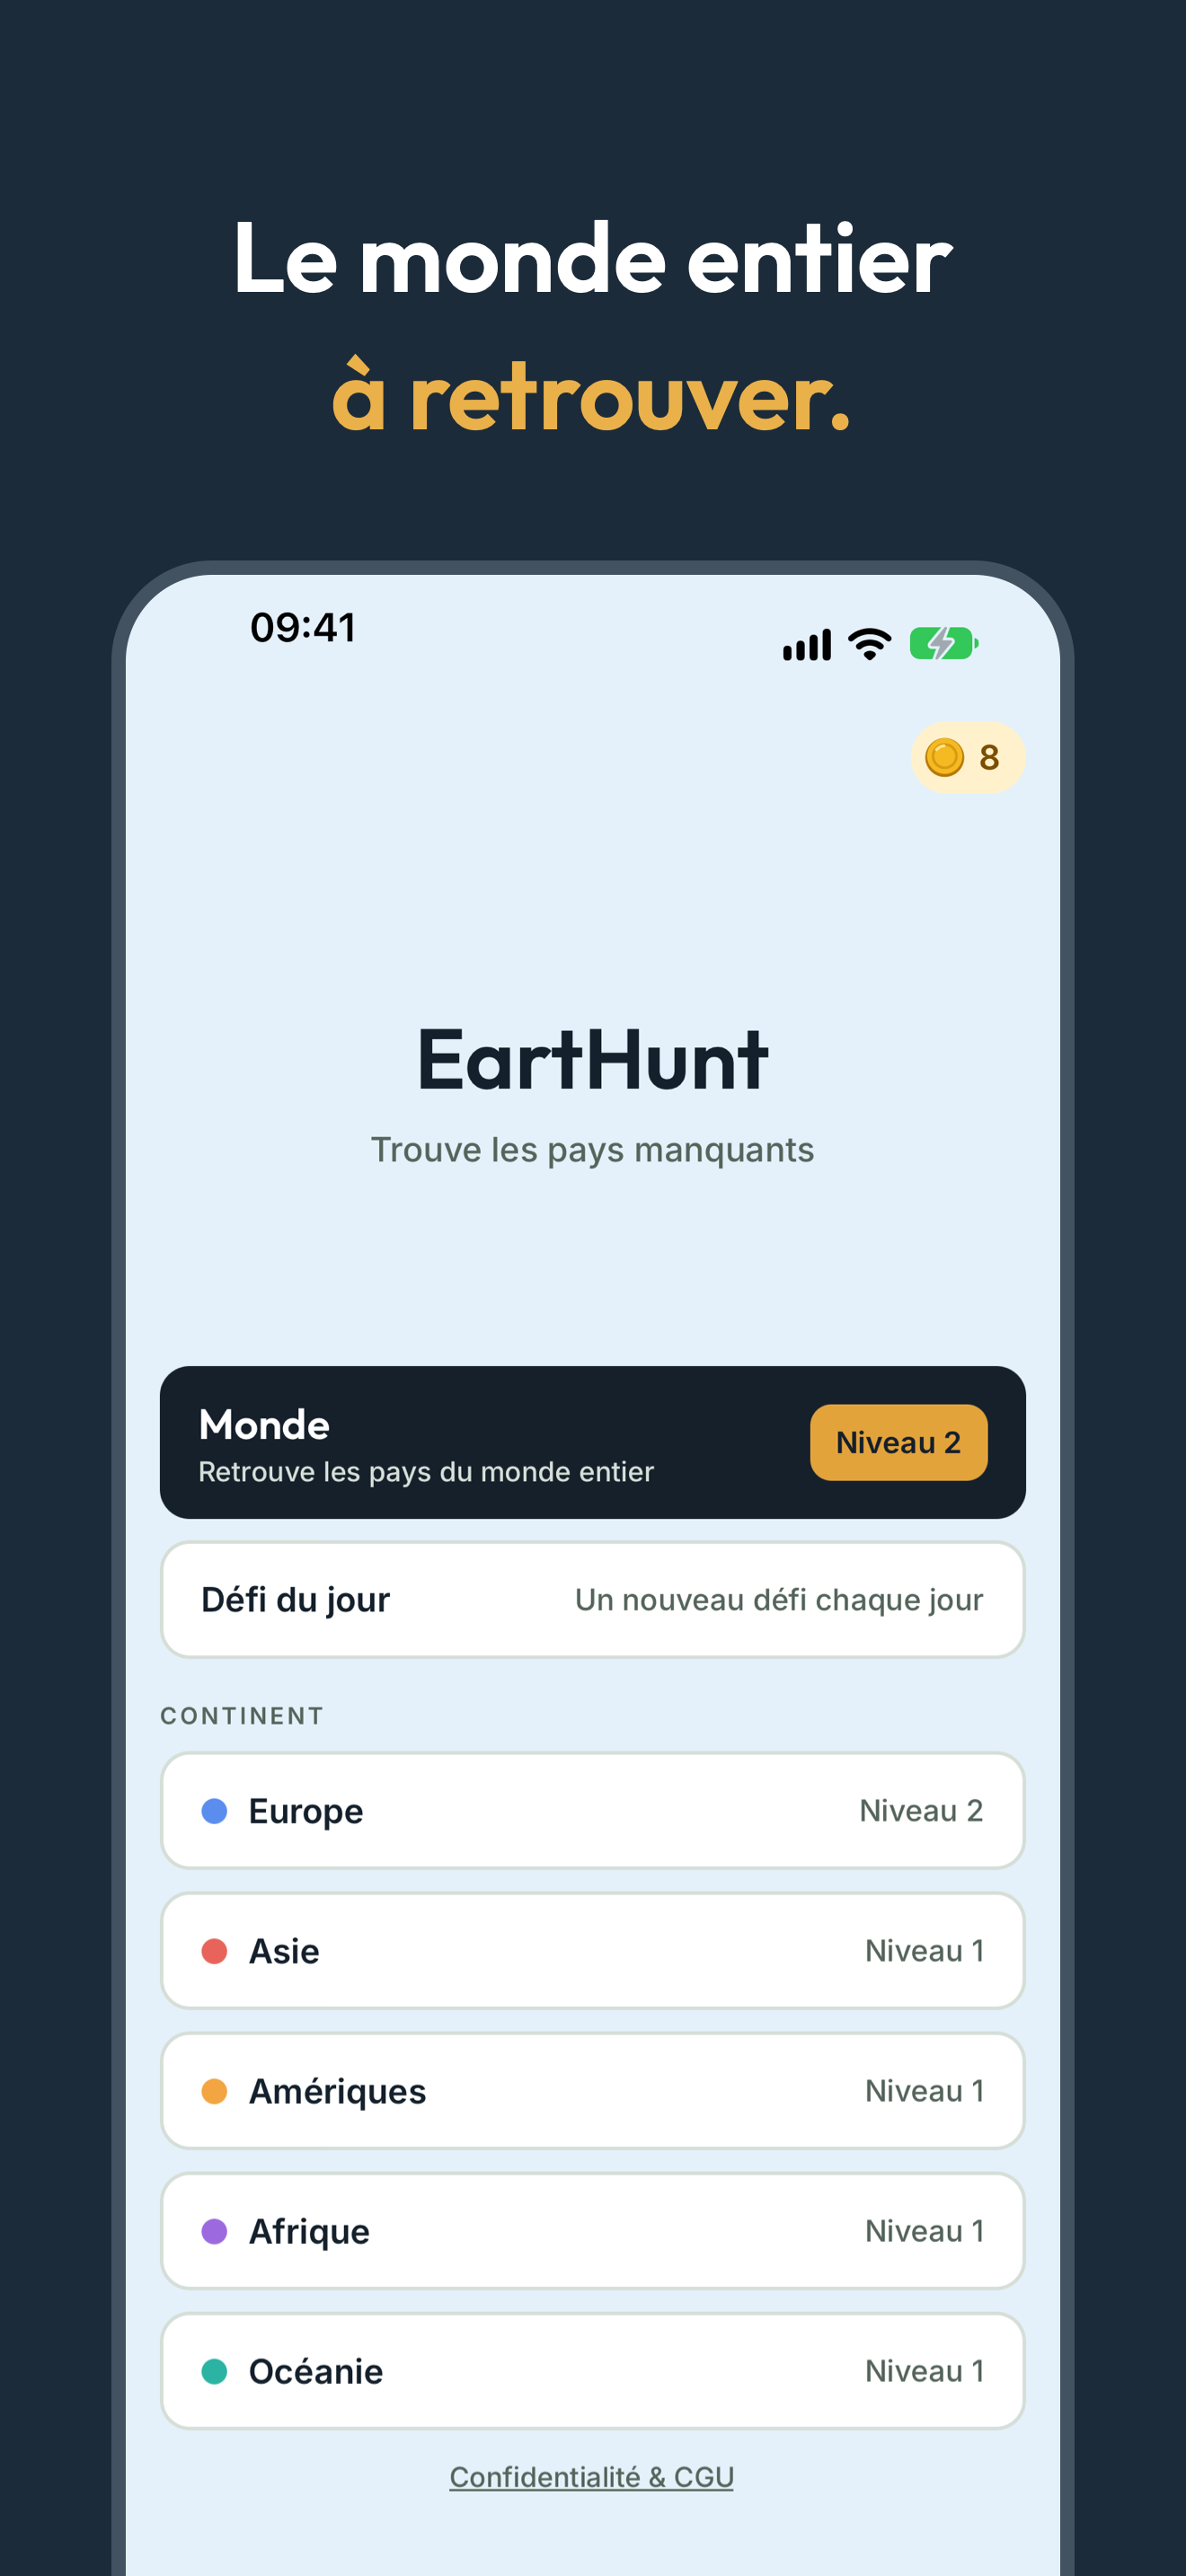 Le monde entier
à retrouver.
09:41
8
EartHunt
Trouve les pays manquants
Monde
Niveau 2
Retrouve les pays du monde entier
Défi du jour
Un nouveau défi chaque jour
CONTINENT
Europe
Niveau 2
Asie
Niveau 1
Amériques
Niveau 1
Afrique
Niveau 1
Océanie
Niveau 1
Confidentialité & CGU